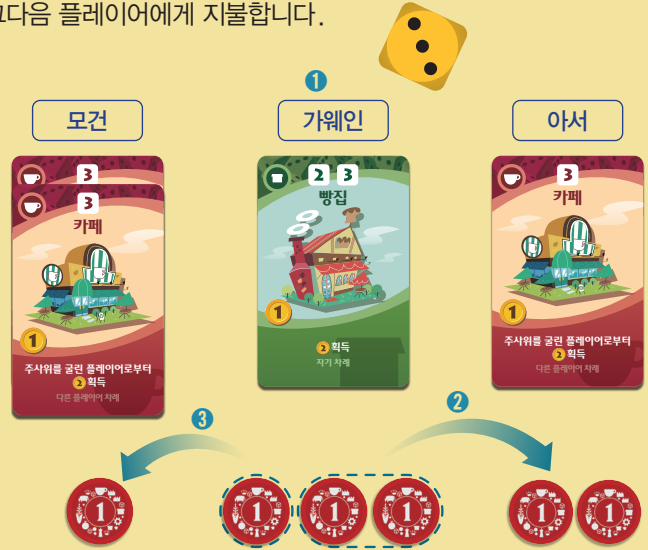 그다음 플레이어에게 지불합니다.
1
모건
가웨인
아서
3
3
카페
1
주사위를 굴린 플레이어로부터
2 획득
다른 플레이어 차례
2 3
빵집
1
2 획득
자기 차례
3
카페
1
주사위를 굴린 플레이어로부터
2 획득
다른 플레이어 차례
3
2
1
1
1
1
1
1